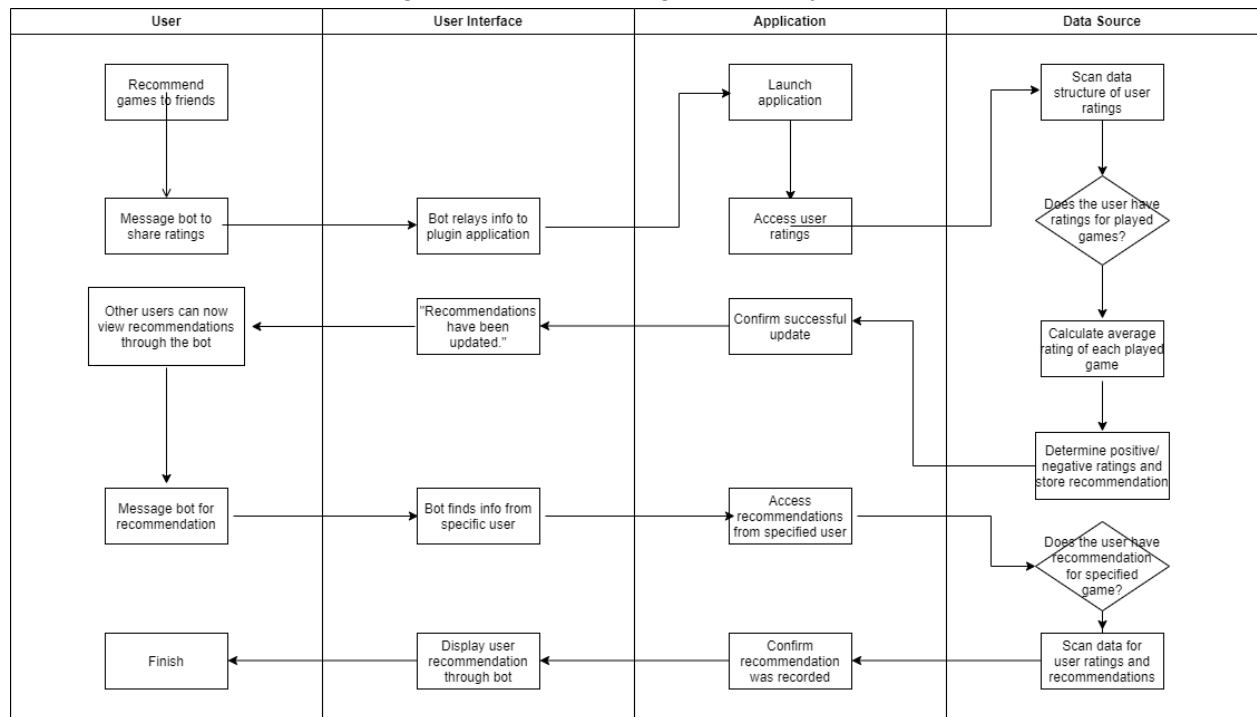 User
User Interface
Application
Data Source
Recommend
games to friends
Launch
application
Scan data
structure of user
ratings
Message bot to
share ratings
Bot relays info to
plugin application
Access user
ratings
Does the user have
ratings for played
games?
Other users can now
view recommendations
through the bot
"Recommendations
have been
updated."
Confirm successful
update
Calculate average
rating of each played
game
Determine positive/
negative ratings and
store recommendation
Message bot for
recommendation
Bot finds info from
specific user
Access
recommendations
from specified user
Does the user have
recommendation
for specified
game?
Finish
Display user
recommendation
through bot
Confirm
recommendation
was recorded
Scan data for
user ratings and
recommendations